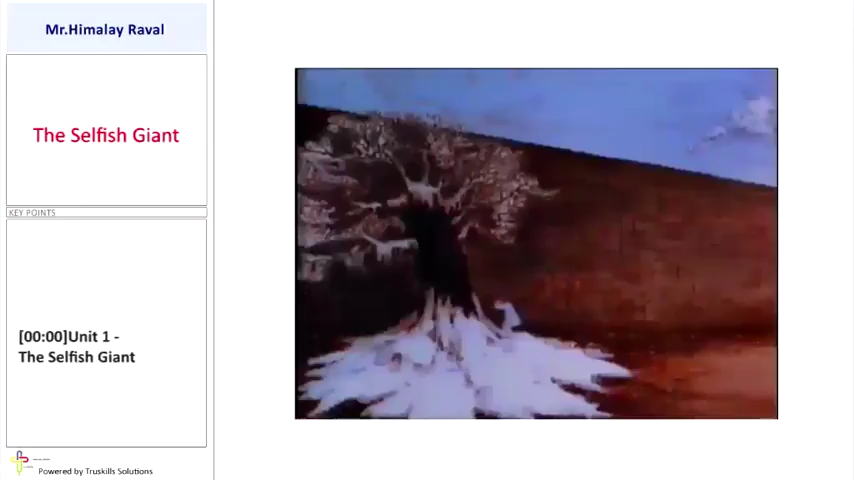 Mr.Himalay Raval
The Selfish Giant
KEY POINTS
[00:00]Unit 1 -
The Selfish Giant
Powered by Truskills Solutions